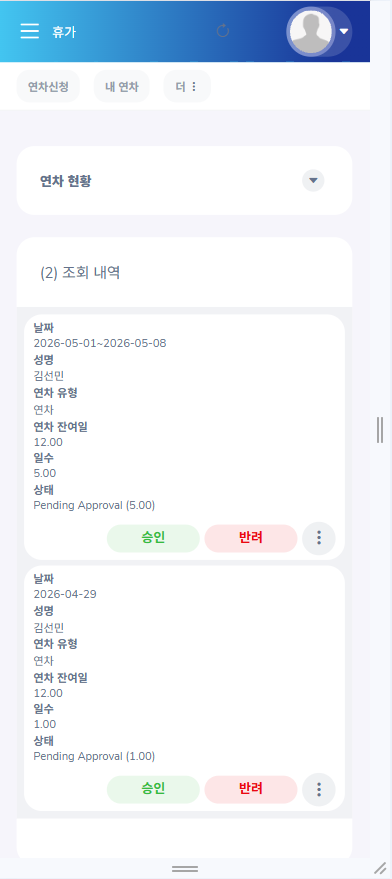 휴가
연차신청 내 연차 더
연차 현황
(2) 조회 내역
날짜
2026-05-01~2026-05-08
성명
김선민
연차 유형
연차
연차 잔여일
12.00
일수
5.00
상태
Pending Approval (5.00)
승인 반려
날짜
2026-04-29
성명
김선민
연차 유형
연차
연차 잔여일
12.00
일수
1.00
상태
Pending Approval (1.00)
승인 반려